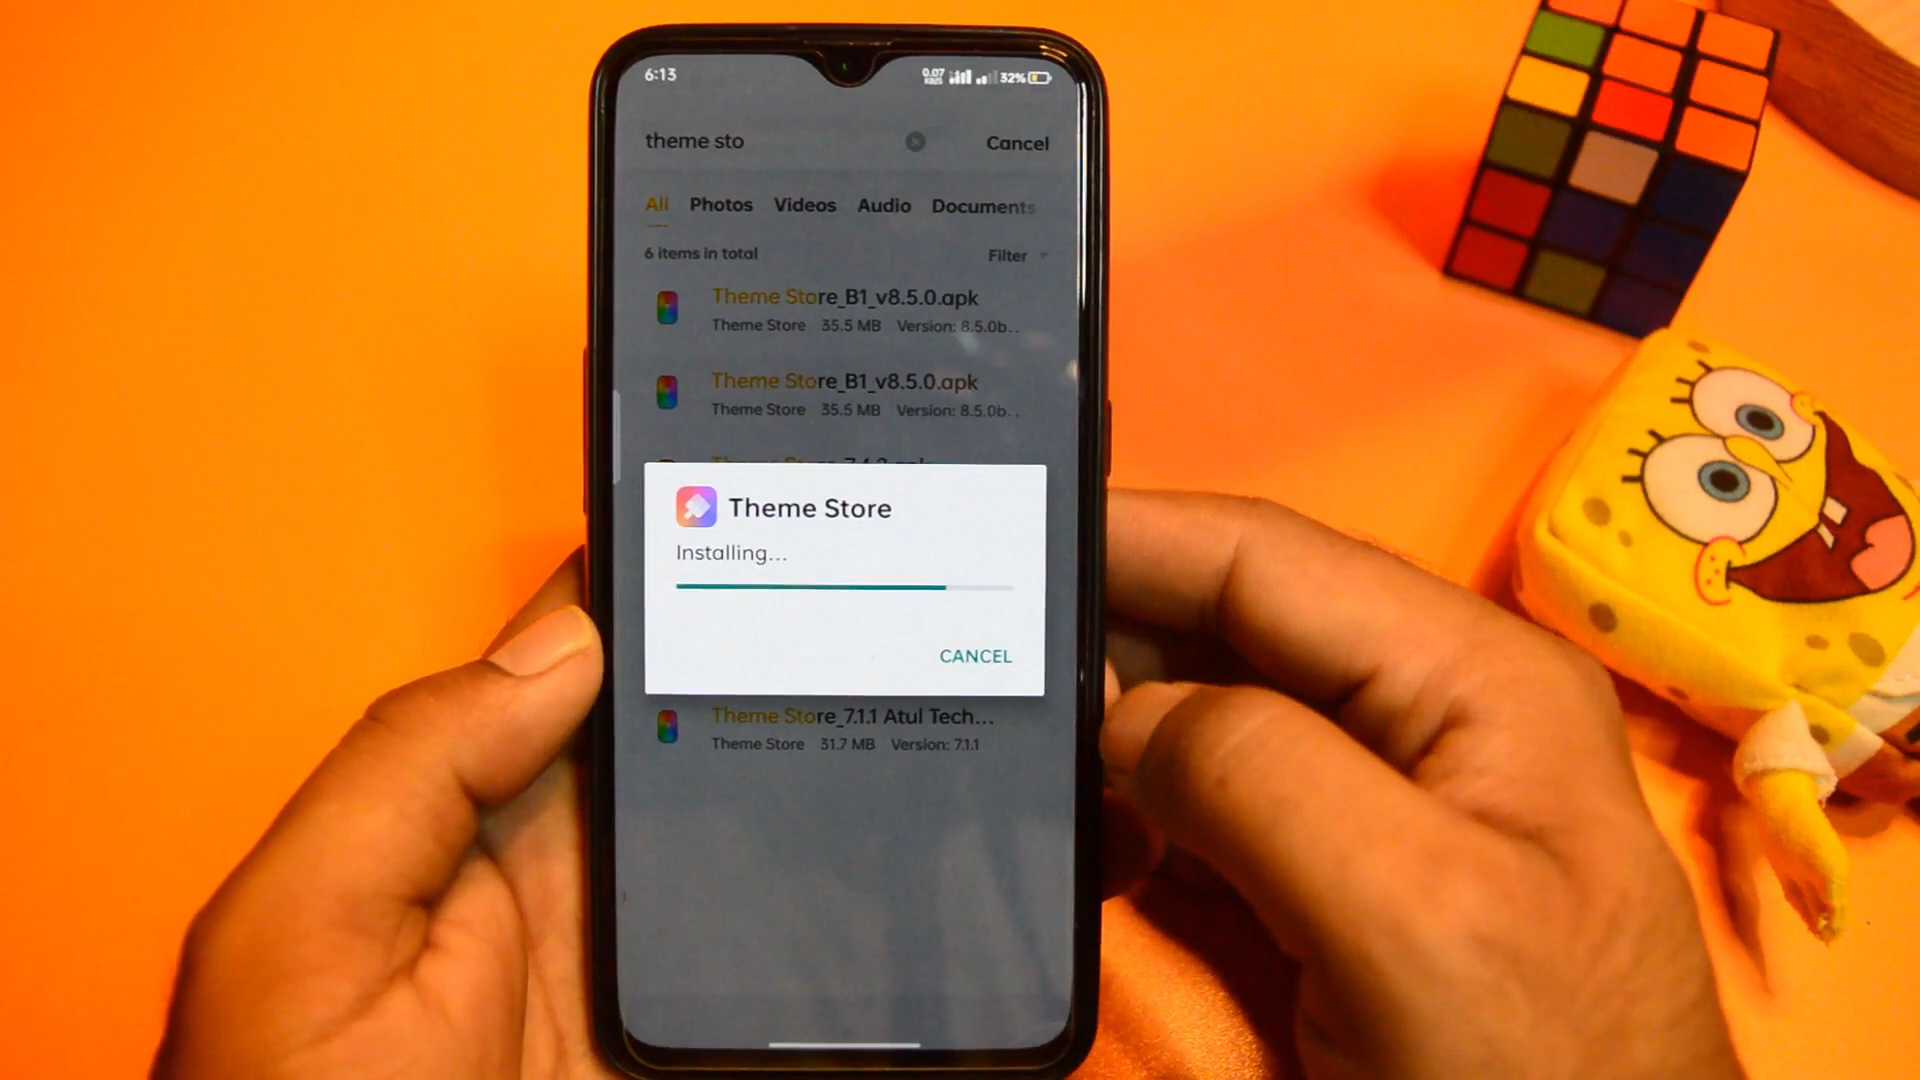 6:13
0.07 KB/S 32%
theme sto
Cancel
All Photos Videos Audio Documents
6 items in total
Filter
Theme Store_B1_v8.5.0.apk
Theme Store 35.5 MB Version: 8.5.0b..
Theme Store_B1_v8.5.0.apk
Theme Store 35.5 MB Version: 8.5.0b..
Theme Store
Installing...
CANCEL
Theme Store_7.1.1 Atul Tech...
Theme Store 31.7 MB Version: 7.1.1